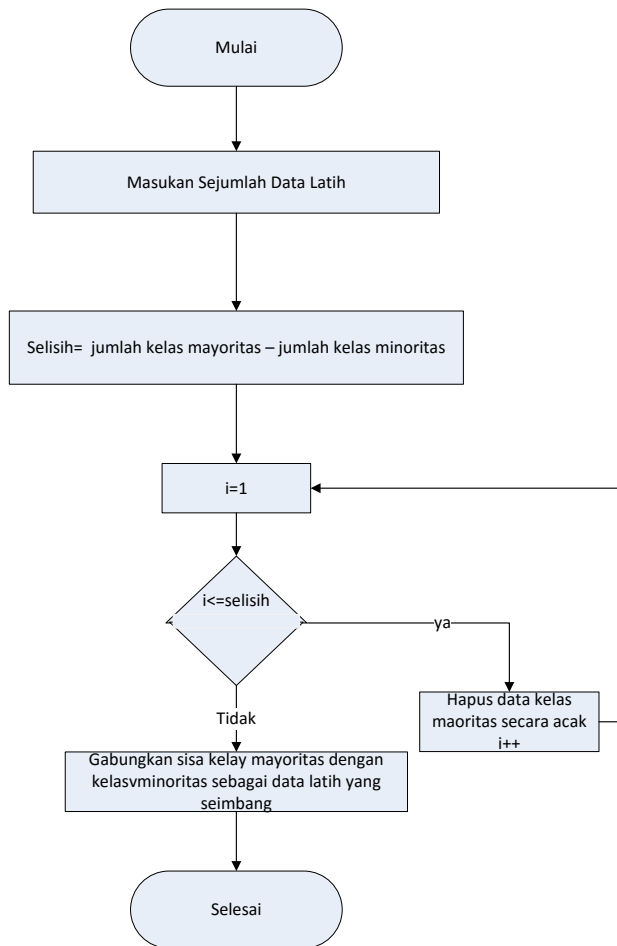 Mulai
Masukan Sejumlah Data Latih
Selisih= jumlah kelas mayoritas – jumlah kelas minoritas
i=1
i<=selisih
ya
Hapus data kelas
maoritas secara acak
i++
Tidak
Gabungkan sisa kelay mayoritas dengan
kelasvminoritas sebagai data latih yang
seimbang
Selesai